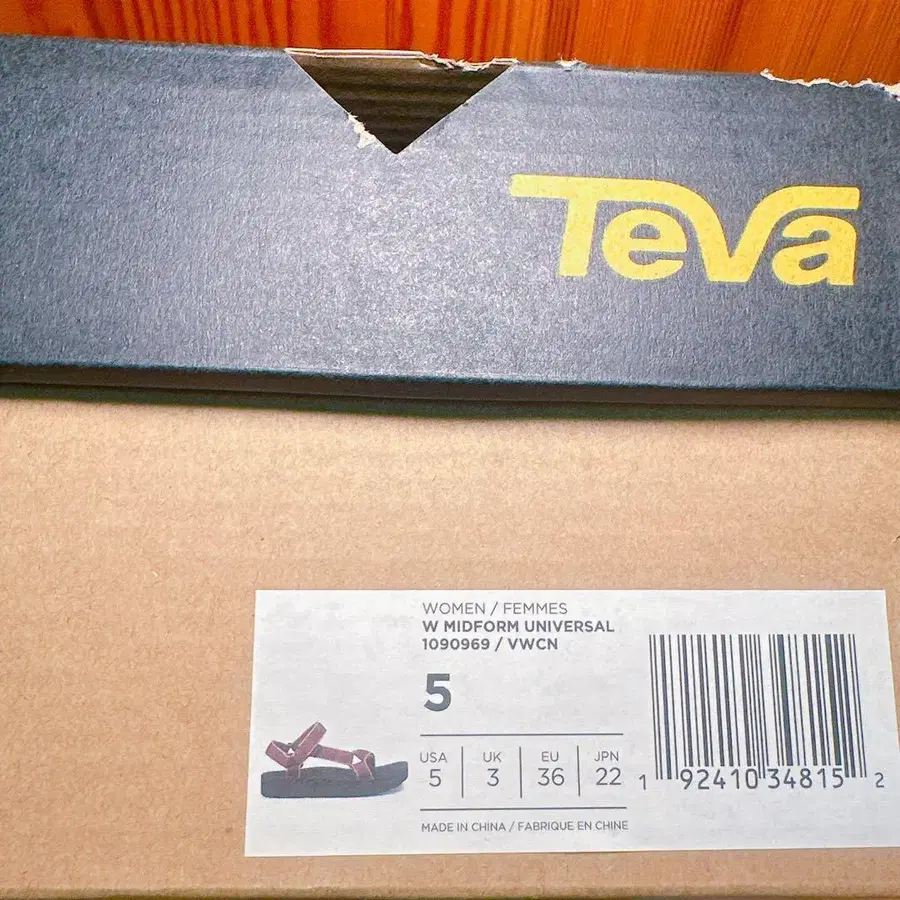 Teva
WOMEN / FEMMES
W MIDFORM UNIVERSAL
1090969 / VWCN
5
USA UK EU JPN
5 3 36 22
MADE IN CHINA / FABRIQUE EN CHINE
1 92410 34815 2